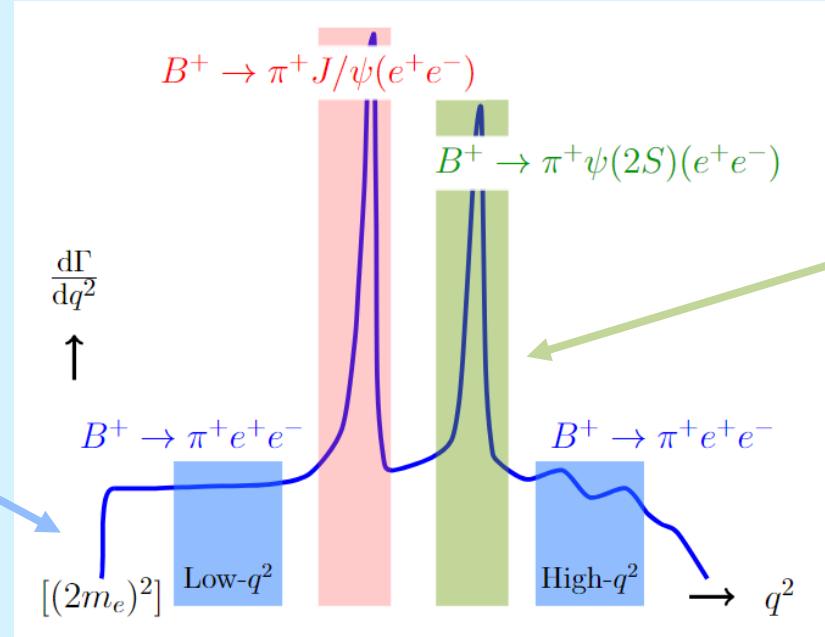 B⁺ → π⁺J/ψ(e⁺e⁻)
B⁺ → π⁺ψ(2S)(e⁺e⁻)
dΓ
dq²
↑
B⁺ → π⁺e⁺e⁻
B⁺ → π⁺e⁺e⁻
[(2mₑ)²]
Low-q²
High-q²
→ q²